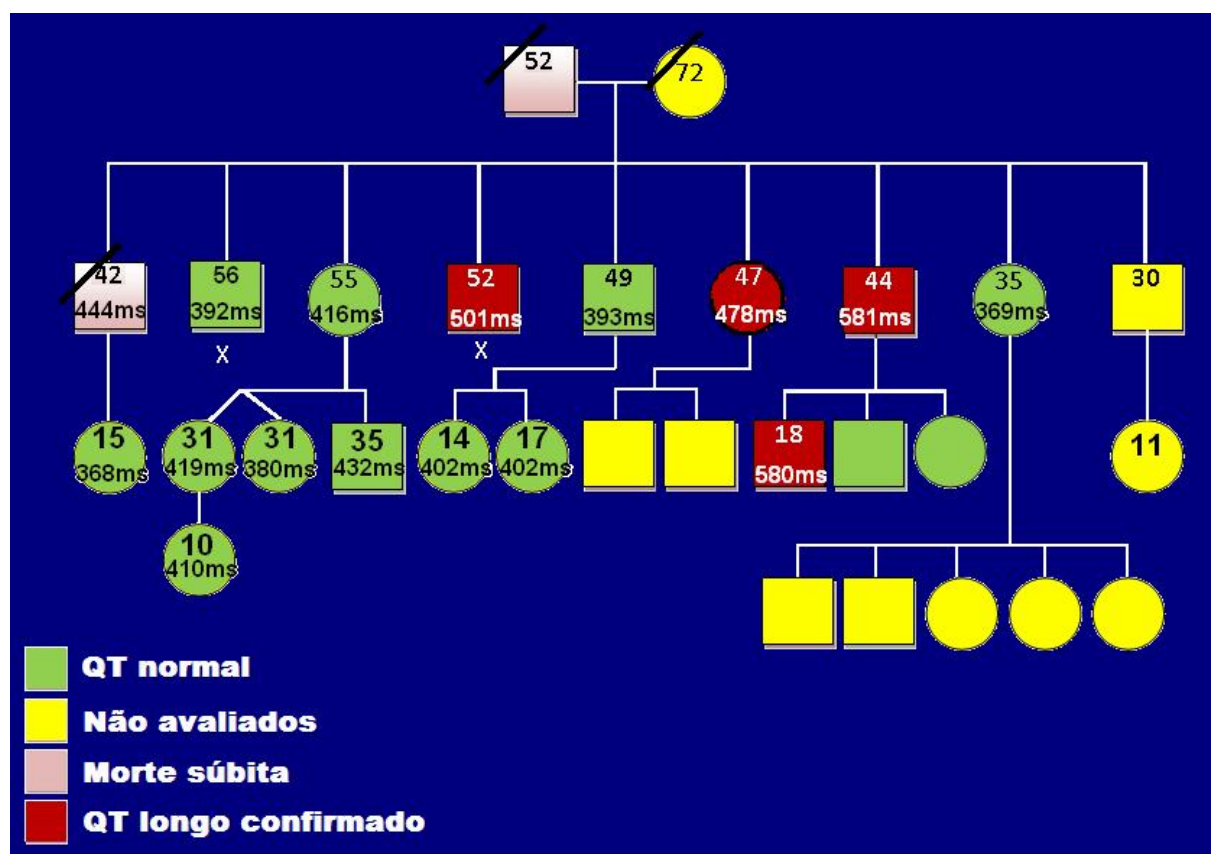 52
72
42
444ms
56
392ms
55
416ms
52
501ms
49
393ms
47
478ms
44
581ms
35
369ms
30
X
X
15
368ms
31
419ms
31
380ms
35
432ms
14
402ms
17
402ms
18
580ms
11
10
410ms
QT normal
Não avaliados
Morte súbita
QT longo confirmado